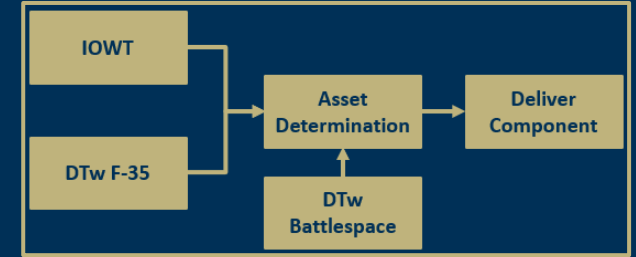 IOWT
DTw F-35
Asset
Determination
DTw
Battlespace
Deliver
Component